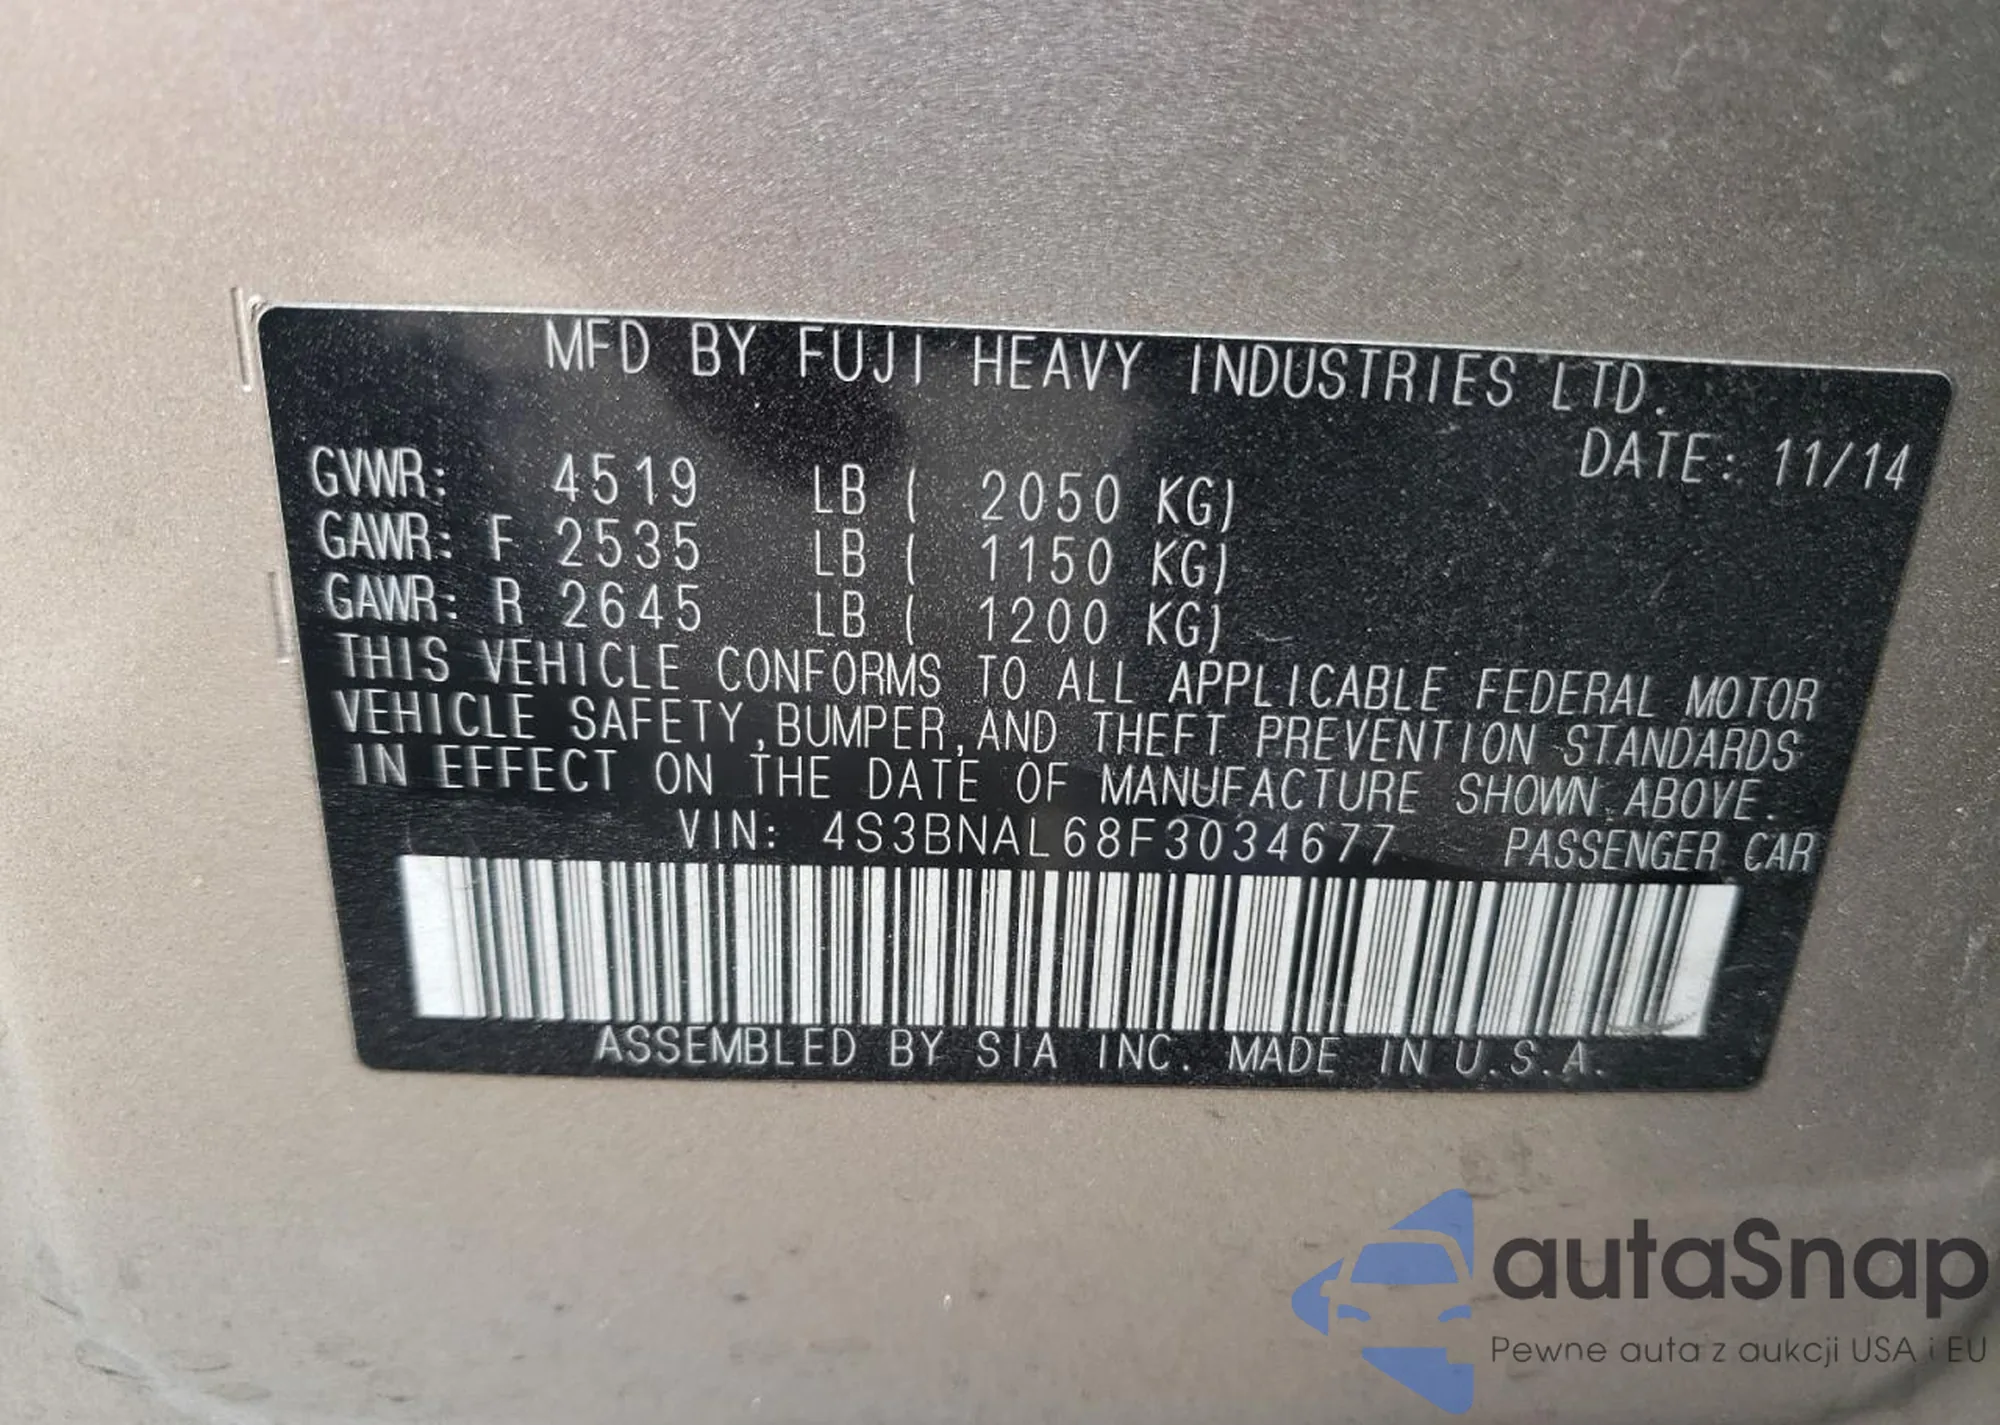 MFD BY FUJI HEAVY INDUSTRIES LTD.
DATE: 11/14
GVWR: 4519 LB ( 2050 KG)
GAWR: F 2535 LB ( 1150 KG)
GAWR: R 2645 LB ( 1200 KG)
THIS VEHICLE CONFORMS TO ALL APPLICABLE FEDERAL MOTOR
VEHICLE SAFETY,BUMPER,AND THEFT PREVENTION STANDARDS
IN EFFECT ON THE DATE OF MANUFACTURE SHOWN ABOVE.
VIN: 4S3BNAL68F3034677 PASSENGER CAR
ASSEMBLED BY SIA INC. MADE IN U.S.A.
autaSnap
Pewne auta z aukcji USA i EU